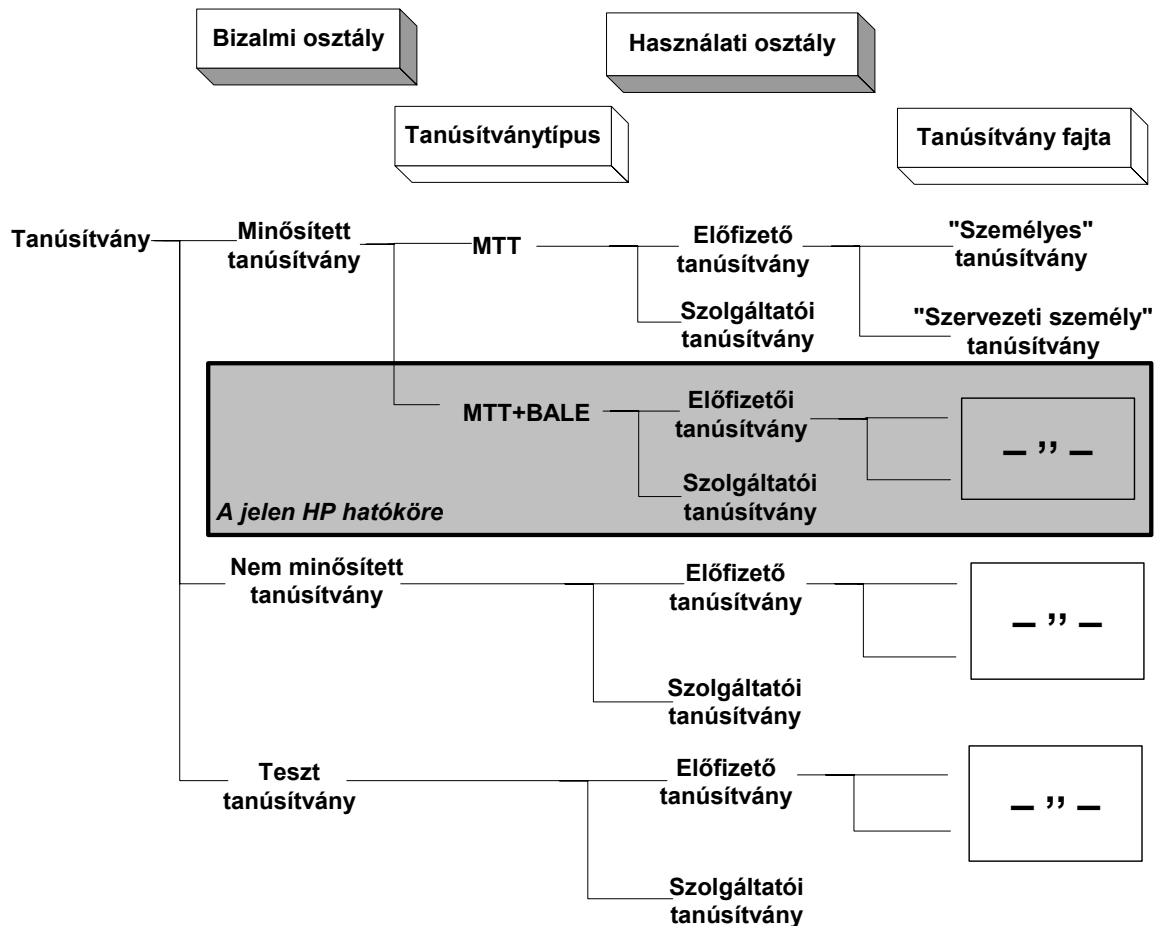 Bizalmi osztály
Használati osztály
Tanúsítványtípus
Tanúsítvány fajta
Tanúsítvány
Minősített
tanúsítvány
MTT
Előfizető
tanúsítvány
"Személyes"
tanúsítvány
Szolgáltatói
tanúsítvány
"Szervezeti személy"
tanúsítvány
MTT+BALE
Előfizetői
tanúsítvány
– ’’ –
Szolgáltatói
tanúsítvány
A jelen HP hatóköre
Nem minősített
tanúsítvány
Előfizető
tanúsítvány
– ’’ –
Szolgáltatói
tanúsítvány
Teszt
tanúsítvány
Előfizető
tanúsítvány
– ’’ –
Szolgáltatói
tanúsítvány